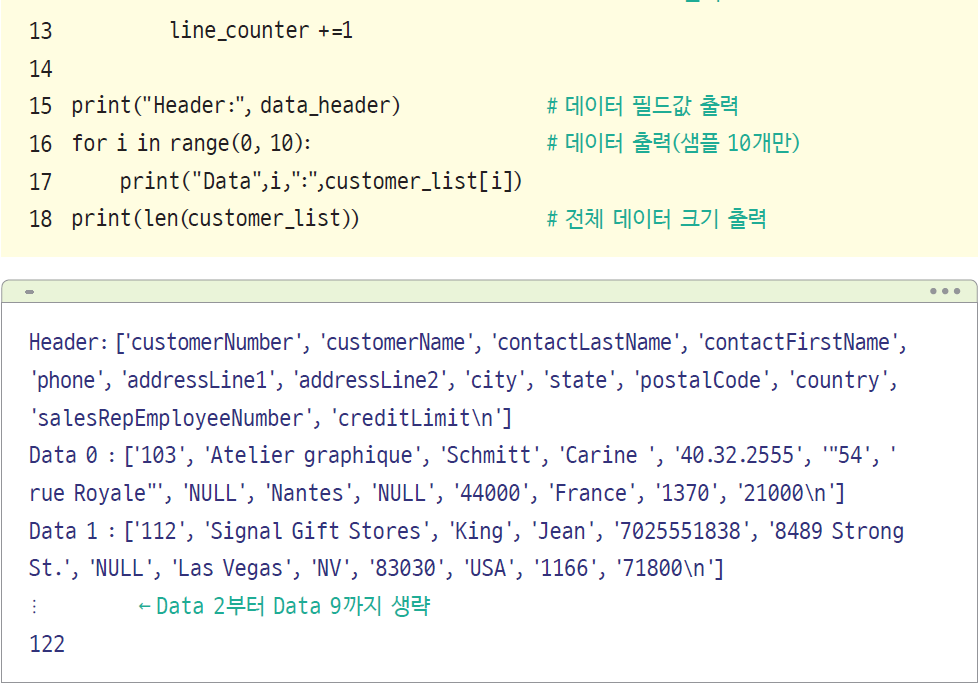 13 line_counter +=1
14
15 print("Header:", data_header) # 데이터 필드값 출력
16 for i in range(0, 10): # 데이터 출력(샘플 10개만)
17 print("Data",i,":",customer_list[i])
18 print(len(customer_list)) # 전체 데이터 크기 출력
Header: ['customerNumber', 'customerName', 'contactLastName', 'contactFirstName',
'phone', 'addressLine1', 'addressLine2', 'city', 'state', 'postalCode', 'country',
'salesRepEmployeeNumber', 'creditLimit\n']
Data 0 : ['103', 'Atelier graphique', 'Schmitt', 'Carine ', '40.32.2555', '"54', '
rue Royale"', 'NULL', 'Nantes', 'NULL', '44000', 'France', '1370', '21000\n']
Data 1 : ['112', 'Signal Gift Stores', 'King', 'Jean', '7025551838', '8489 Strong
St.', 'NULL', 'Las Vegas', 'NV', '83030', 'USA', '1166', '71800\n']
⋮ ←Data 2부터 Data 9까지 생략
122